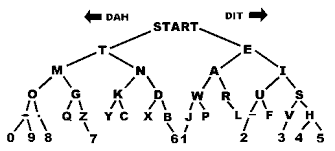 DAH START DIT
T E
M N A I
O G K D W R U S
Q Z Y C X B J P L – F V H
0 9 8 7 6 1 2 3 4 5